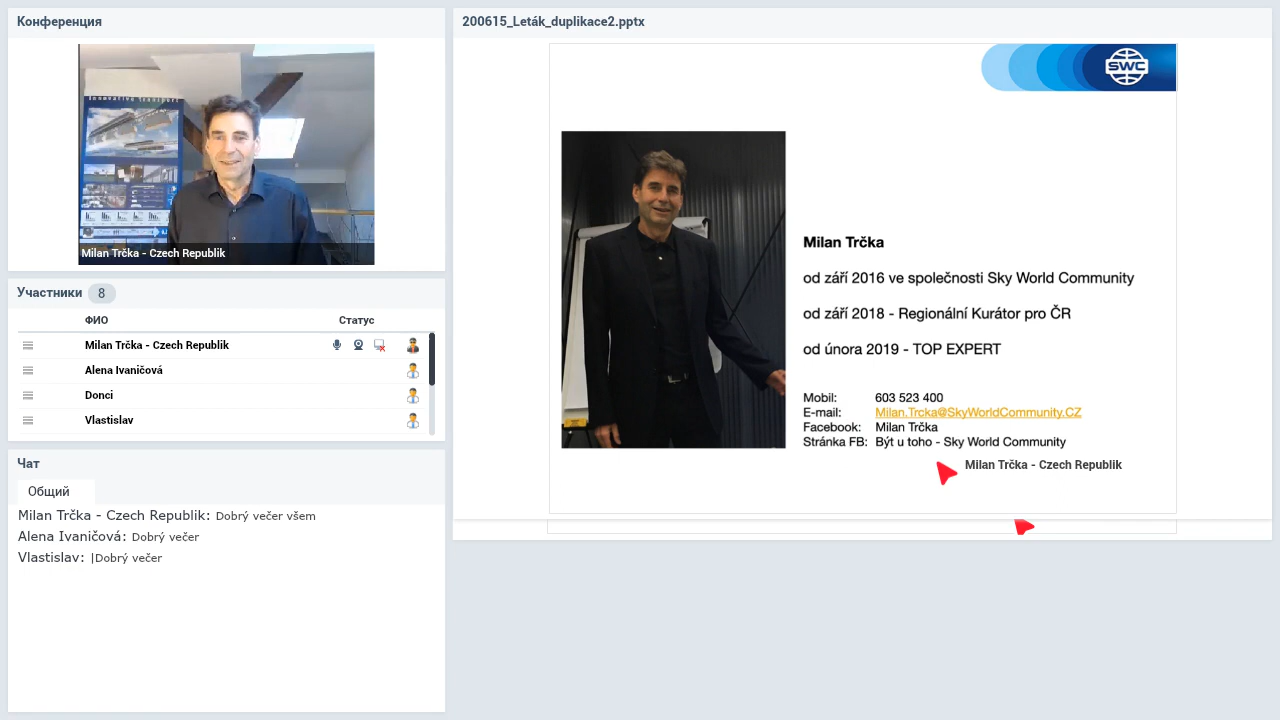 Конференция
Innovative transport
Milan Trčka - Czech Republik
Участники 8
ФИО Статус
Milan Trčka - Czech Republik
Alena Ivaničová
Donci
Vlastislav
Чат
Общий
Milan Trčka - Czech Republik: Dobrý večer všem
Alena Ivaničová: Dobrý večer
Vlastislav: |Dobrý večer
200615_Leták_duplikace2.pptx
SWC
Milan Trčka
od září 2016 ve společnosti Sky World Community
od září 2018 - Regionální Kurátor pro ČR
od února 2019 - TOP EXPERT
Mobil: 603 523 400
E-mail: Milan.Trcka@SkyWorldCommunity.CZ
Facebook: Milan Trčka
Stránka FB: Být u toho - Sky World Community
Milan Trčka - Czech Republik